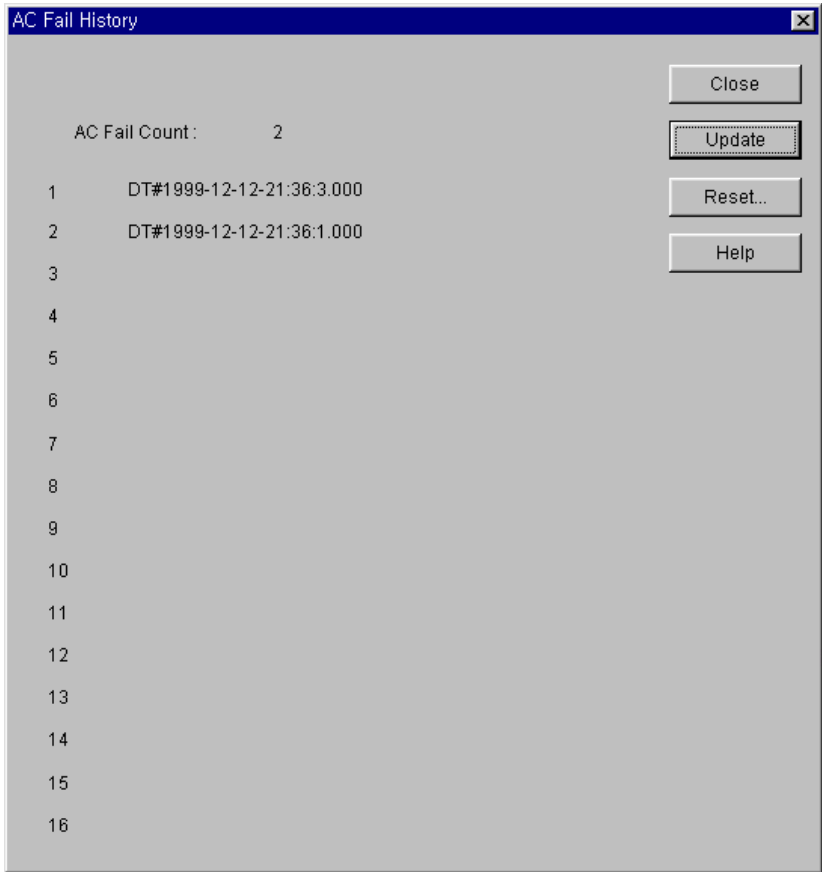 AC Fail History
Close
AC Fail Count : 2
Update
1 DT#1999-12-12-21:36:3.000
Reset...
2 DT#1999-12-12-21:36:1.000
Help
3
4
5
6
7
8
9
10
11
12
13
14
15
16